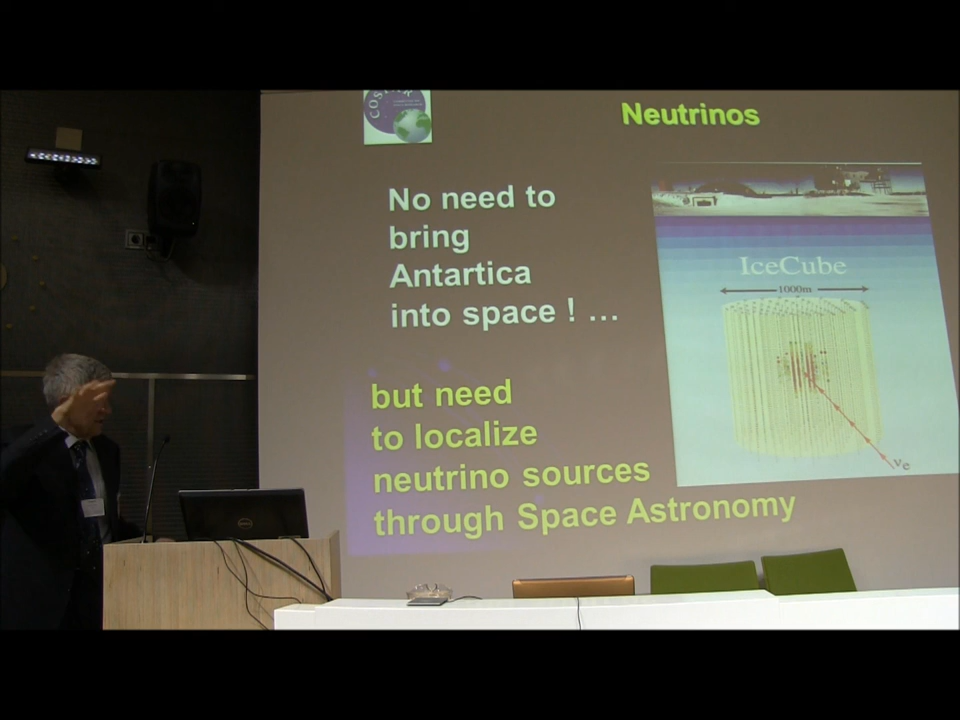 Neutrinos
No need to
bring
Antartica
into space ! ...
but need
to localize
neutrino sources
through Space Astronomy
IceCube
1000m
νe